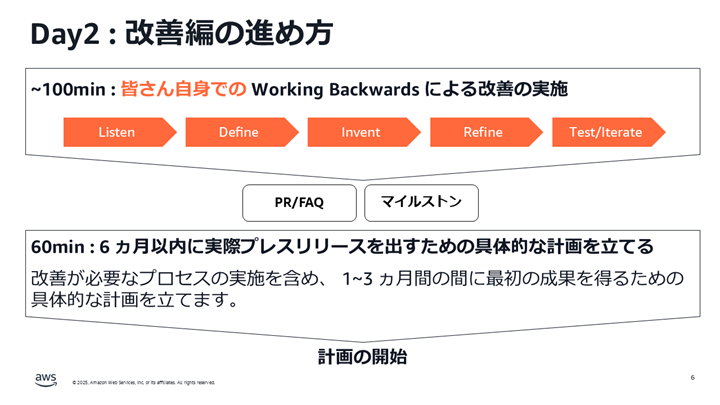 Day2 : 改善編の進め方
~100min : 皆さん自身での Working Backwards による改善の実施
Listen
Define
Invent
Refine
Test/Iterate
PR/FAQ
マイルストン
60min : 6 ヵ月以内に実際プレスリリースを出すための具体的な計画を立てる
改善が必要なプロセスの実施を含め、 1~3 ヵ月間の間に最初の成果を得るための
具体的な計画を立てます。
計画の開始
aws
© 2025, Amazon Web Services, Inc. or its affiliates. All rights reserved.
6